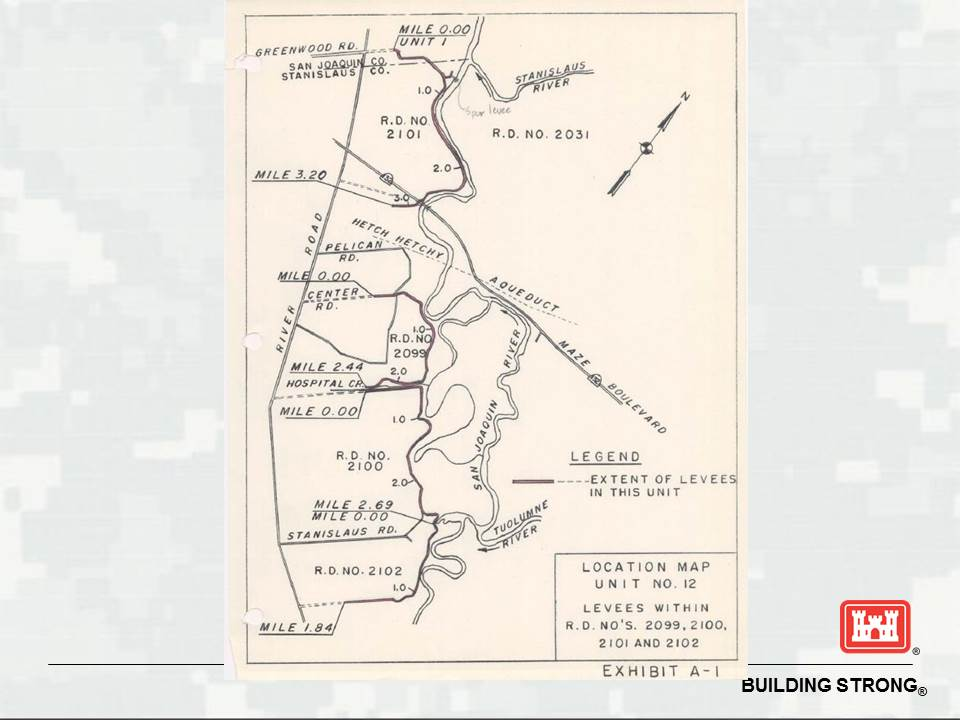 MILE 0.00
UNIT 1
GREENWOOD RD.
SAN JOAQUIN CO.
STANISLAUS CO.
STANISLAUS
RIVER
1.0
Spur levee
N
R.D. NO.
2101
R.D. NO. 2031
2.0
MILE 3.20
3.0
HETCH HETCHY
AQUEDUCT
PELICAN
RD.
RIVER ROAD
MILE 0.00
CENTER
RD.
1.0
R.D. NO.
2099
MAZE
BOULEVARD
MILE 2.44
2.0
HOSPITAL CR.
MILE 0.00
1.0
SAN JOAQUIN RIVER
R.D. NO.
2100
LEGEND
EXTENT OF LEVEES
IN THIS UNIT
2.0
MILE 2.69
MILE 0.00
STANISLAUS RD.
TUOLUMNE
RIVER
R.D. NO. 2102
1.0
MILE 1.84
LOCATION MAP
UNIT NO. 12
LEVEES WITHIN
R.D. NO'S. 2099, 2100,
2101 AND 2102
EXHIBIT A-1
®
BUILDING STRONG®